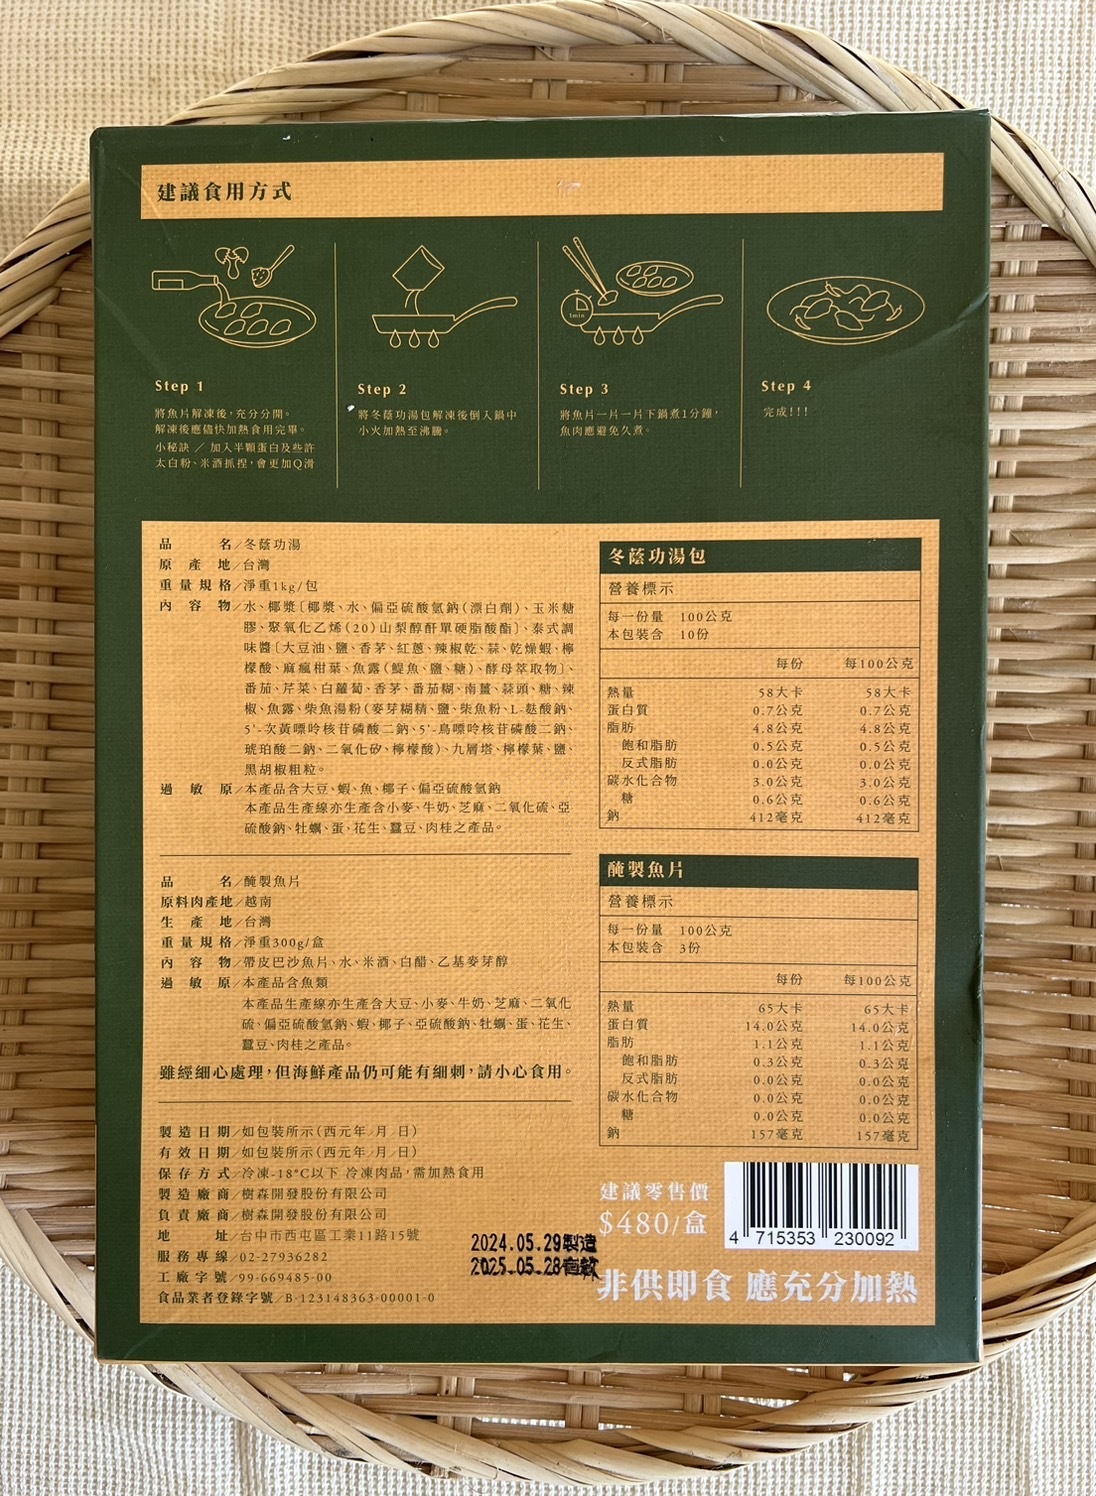 建議食用方式
1min
Step 1
將魚片解凍後，充分分開。
解凍後應儘快加熱食用完畢。
小秘訣／加入半顆蛋白及些許
太白粉、米酒抓捏，會更加Q滑
Step 2
將冬蔭功湯包解凍後倒入鍋中
小火加熱至沸騰。
Step 3
將魚片一片一片下鍋煮1分鐘，
魚肉應避免久煮。
Step 4
完成!!!
品名/冬蔭功湯
原產地/台灣
重量規格/淨重1kg/包
內容物/水、椰漿〔椰漿、水、偏亞硫酸氫鈉(漂白劑)、玉米糖
膠、聚氧化乙烯(20)山梨醇酐單硬脂酸酯〕、泰式調
味醬〔大豆油、鹽、香茅、紅蔥、辣椒乾、蒜、乾燥蝦、檸
檬酸、麻瘋柑葉、魚露(鯷魚、鹽、糖)、酵母萃取物〕、
番茄、芹菜、白蘿蔔、香茅、番茄糊、南薑、蒜頭、糖、辣
椒、魚露、柴魚湯粉(麥芽糊精、鹽、柴魚粉、L-麩酸鈉、
5'-次黃嘌呤核苷磷酸二鈉、5'-鳥嘌呤核苷磷酸二鈉、
琥珀酸二鈉、二氧化矽、檸檬酸)、九層塔、檸檬葉、鹽、
黑胡椒粗粒。
過敏原/本產品含大豆、蝦、魚、椰子、偏亞硫酸氫鈉
本產品生產線亦生產含小麥、牛奶、芝麻、二氧化硫、亞
硫酸鈉、牡蠣、蛋、花生、蠶豆、肉桂之產品。
品名/醃製魚片
原料肉產地/越南
生產地/台灣
重量規格/淨重300g/盒
內容物/帶皮巴沙魚片、水、米酒、白醋、乙基麥芽醇
過敏原/本產品含魚類
本產品生產線亦生產含大豆、小麥、牛奶、芝麻、二氧化
硫、偏亞硫酸氫鈉、蝦、椰子、亞硫酸鈉、牡蠣、蛋、花生、
蠶豆、肉桂之產品。
雖經細心處理，但海鮮產品仍可能有細刺，請小心食用。
製造日期/如包裝所示(西元年/月/日)
有效日期/如包裝所示(西元年/月/日)
保存方式/冷凍-18°C以下 冷凍肉品，需加熱食用
製造廠商/樹森開發股份有限公司
負責廠商/樹森開發股份有限公司
地址/台中市西屯區工業11路15號
服務專線/02-27936282
工廠字號/99-669485-00
食品業者登錄字號/B-123148363-00001-0
2024.05.29製造
2025.05.28有效
冬蔭功湯包
營養標示
每一份量 100公克
本包裝含 10份
每份 每100公克
熱量 58大卡 58大卡
蛋白質 0.7公克 0.7公克
脂肪 4.8公克 4.8公克
飽和脂肪 0.5公克 0.5公克
反式脂肪 0.0公克 0.0公克
碳水化合物 3.0公克 3.0公克
糖 0.6公克 0.6公克
鈉 412毫克 412毫克
醃製魚片
營養標示
每一份量 100公克
本包裝含 3份
每份 每100公克
熱量 65大卡 65大卡
蛋白質 14.0公克 14.0公克
脂肪 1.1公克 1.1公克
飽和脂肪 0.3公克 0.3公克
反式脂肪 0.0公克 0.0公克
碳水化合物 0.0公克 0.0公克
糖 0.0公克 0.0公克
鈉 157毫克 157毫克
建議零售價
$480/盒
4 715353 230092
非供即食 應充分加熱